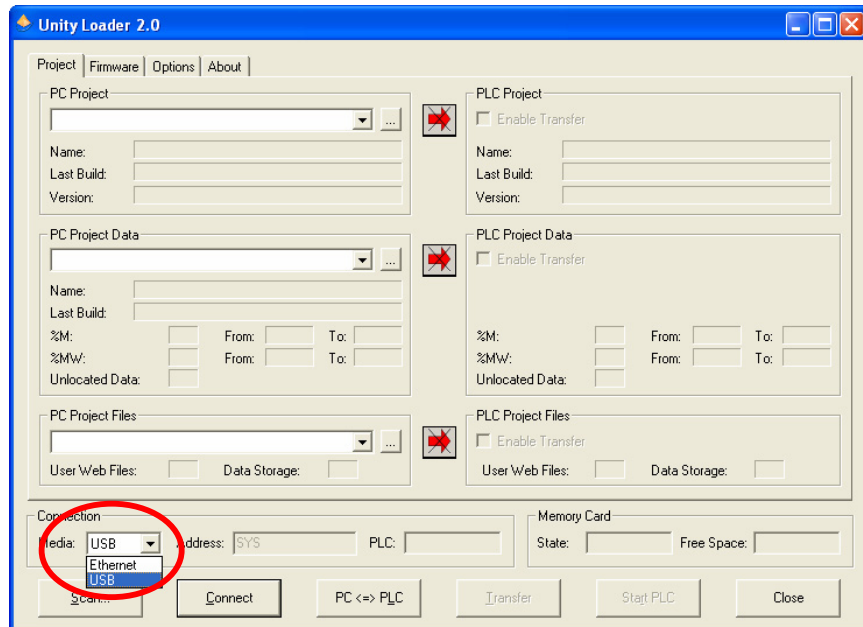 Unity Loader 2.0
Project Firmware Options About
PC Project
...
Name:
Last Build:
Version:
PLC Project
Enable Transfer
Name:
Last Build:
Version:
PC Project Data
...
Name:
Last Build:
%M: From: To:
%MW: From: To:
Unlocated Data:
PLC Project Data
Enable Transfer
%M: From: To:
%MW: From: To:
Unlocated Data:
PC Project Files
...
User Web Files: Data Storage:
PLC Project Files
Enable Transfer
User Web Files: Data Storage:
Connection
Media: USB Address: SYS PLC:
Ethernet
USB
Memory Card
State: Free Space:
Scan... Connect PC <=> PLC Transfer Start PLC Close